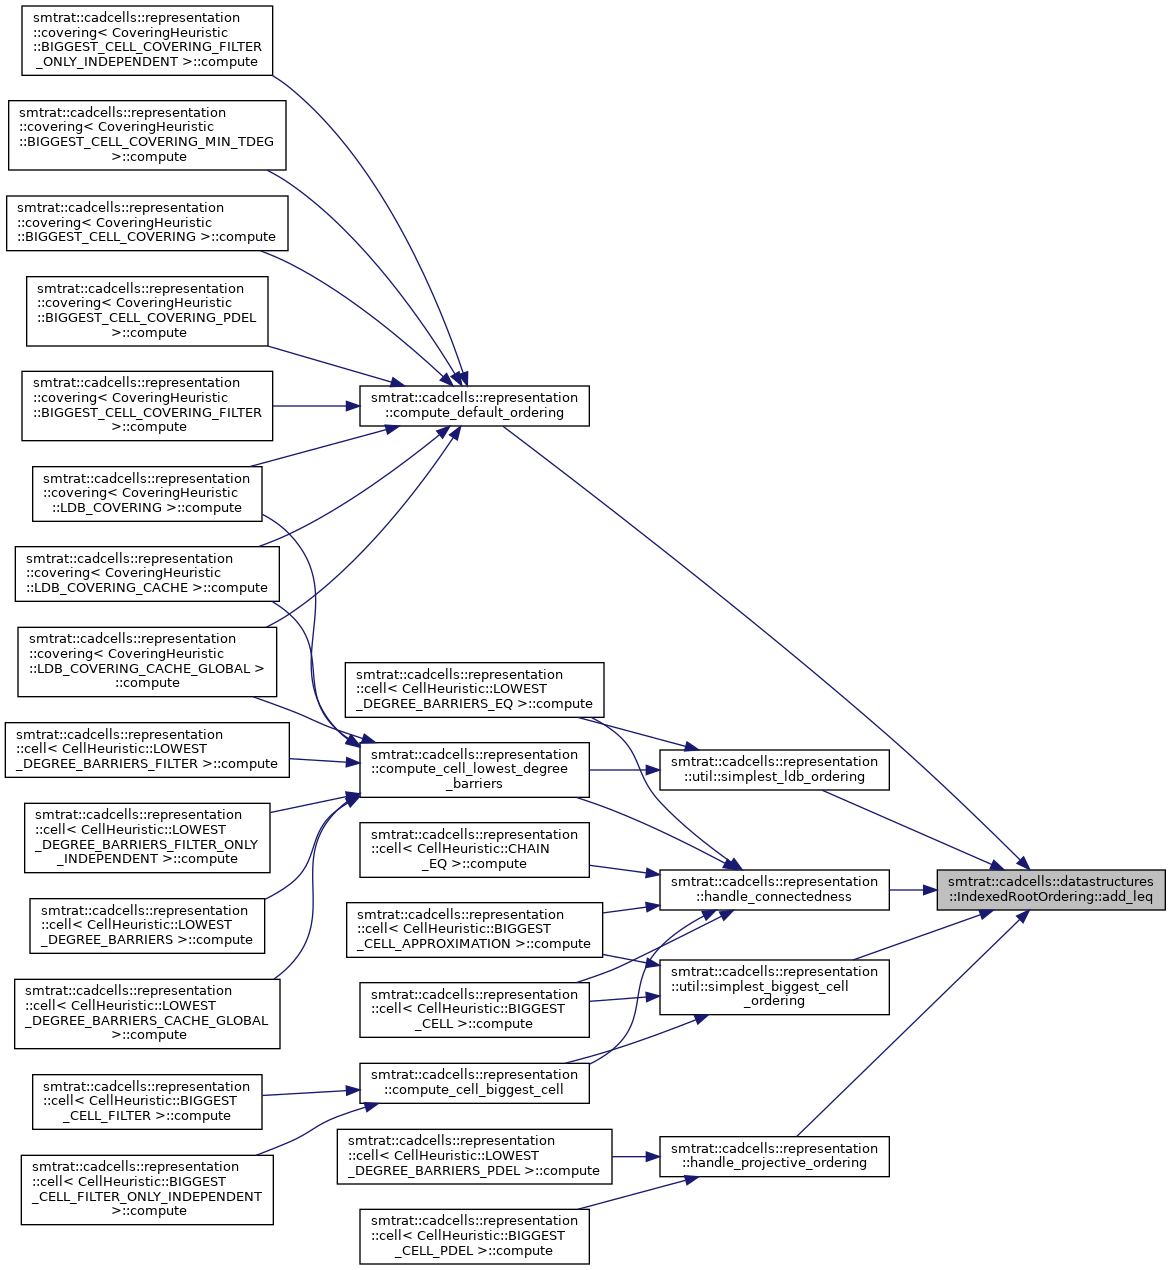 smtrat::cadcells::representation
::covering< CoveringHeuristic
::BIGGEST_CELL_COVERING_FILTER
_ONLY_INDEPENDENT >::compute
smtrat::cadcells::representation
::covering< CoveringHeuristic
::BIGGEST_CELL_COVERING_MIN_TDEG
>::compute
smtrat::cadcells::representation
::covering< CoveringHeuristic
::BIGGEST_CELL_COVERING >::compute
smtrat::cadcells::representation
::covering< CoveringHeuristic
::BIGGEST_CELL_COVERING_PDEL
>::compute
smtrat::cadcells::representation
::covering< CoveringHeuristic
::BIGGEST_CELL_COVERING_FILTER
>::compute
smtrat::cadcells::representation
::compute_default_ordering
smtrat::cadcells::representation
::covering< CoveringHeuristic
::LDB_COVERING >::compute
smtrat::cadcells::representation
::covering< CoveringHeuristic
::LDB_COVERING_CACHE >::compute
smtrat::cadcells::representation
::covering< CoveringHeuristic
::LDB_COVERING_CACHE_GLOBAL >
::compute
smtrat::cadcells::representation
::cell< CellHeuristic::LOWEST
_DEGREE_BARRIERS_EQ >::compute
smtrat::cadcells::representation
::cell< CellHeuristic::LOWEST
_DEGREE_BARRIERS_FILTER >::compute
smtrat::cadcells::representation
::compute_cell_lowest_degree
_barriers
smtrat::cadcells::representation
::util::simplest_ldb_ordering
smtrat::cadcells::representation
::cell< CellHeuristic::LOWEST
_DEGREE_BARRIERS_FILTER_ONLY
_INDEPENDENT >::compute
smtrat::cadcells::representation
::cell< CellHeuristic::CHAIN
_EQ >::compute
smtrat::cadcells::representation
::handle_connectedness
smtrat::cadcells::datastructures
::IndexedRootOrdering::add_leq
smtrat::cadcells::representation
::cell< CellHeuristic::LOWEST
_DEGREE_BARRIERS >::compute
smtrat::cadcells::representation
::cell< CellHeuristic::BIGGEST
_CELL_APPROXIMATION >::compute
smtrat::cadcells::representation
::util::simplest_biggest_cell
_ordering
smtrat::cadcells::representation
::cell< CellHeuristic::LOWEST
_DEGREE_BARRIERS_CACHE_GLOBAL
>::compute
smtrat::cadcells::representation
::cell< CellHeuristic::BIGGEST
_CELL >::compute
smtrat::cadcells::representation
::compute_cell_biggest_cell
smtrat::cadcells::representation
::cell< CellHeuristic::BIGGEST
_CELL_FILTER >::compute
smtrat::cadcells::representation
::cell< CellHeuristic::LOWEST
_DEGREE_BARRIERS_PDEL >::compute
smtrat::cadcells::representation
::handle_projective_ordering
smtrat::cadcells::representation
::cell< CellHeuristic::BIGGEST
_CELL_FILTER_ONLY_INDEPENDENT
>::compute
smtrat::cadcells::representation
::cell< CellHeuristic::BIGGEST
_CELL_PDEL >::compute